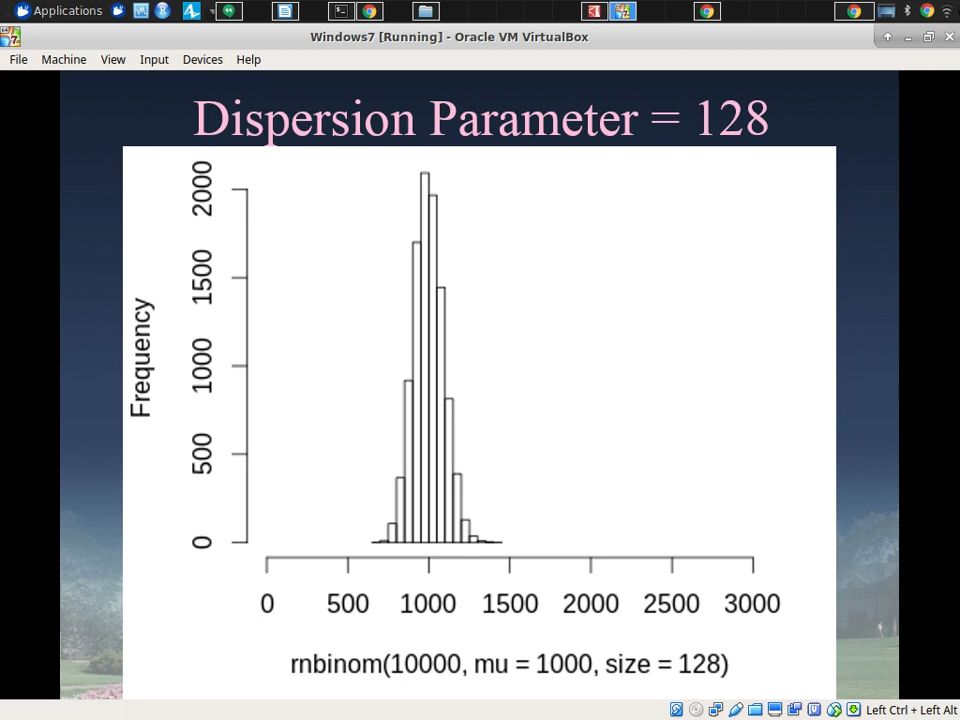 Applications
Windows7 [Running] - Oracle VM VirtualBox
File Machine View Input Devices Help
Dispersion Parameter = 128
2000
1500
1000
500
0
Frequency
0 500 1000 1500 2000 2500 3000
rnbinom(10000, mu = 1000, size = 128)
Left Ctrl + Left Alt